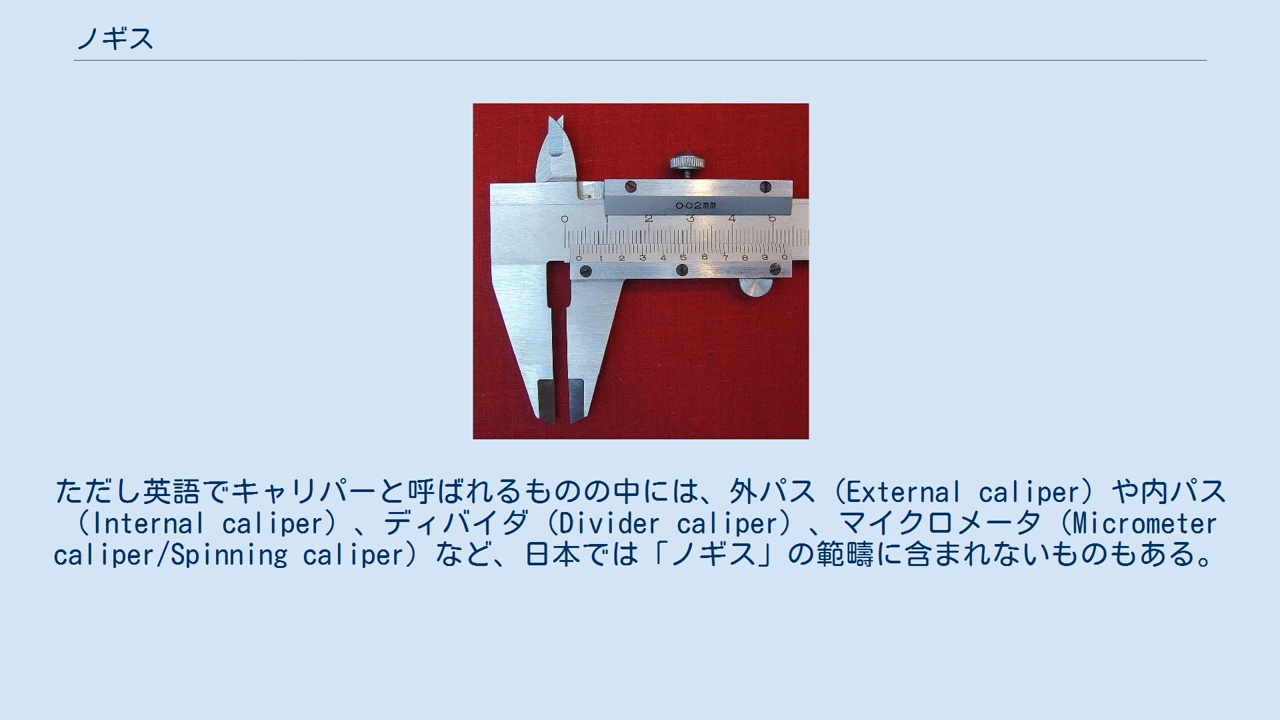 ノギス
0.02mm
0 1 2 3 4 5
0 1 2 3 4 5 6 7 8 9 0
ただし英語でキャリパーと呼ばれるものの中には、外パス（External caliper）や内パス
（Internal caliper）、ディバイダ（Divider caliper）、マイクロメータ（Micrometer
caliper/Spinning caliper）など、日本では「ノギス」の範疇に含まれないものもある。